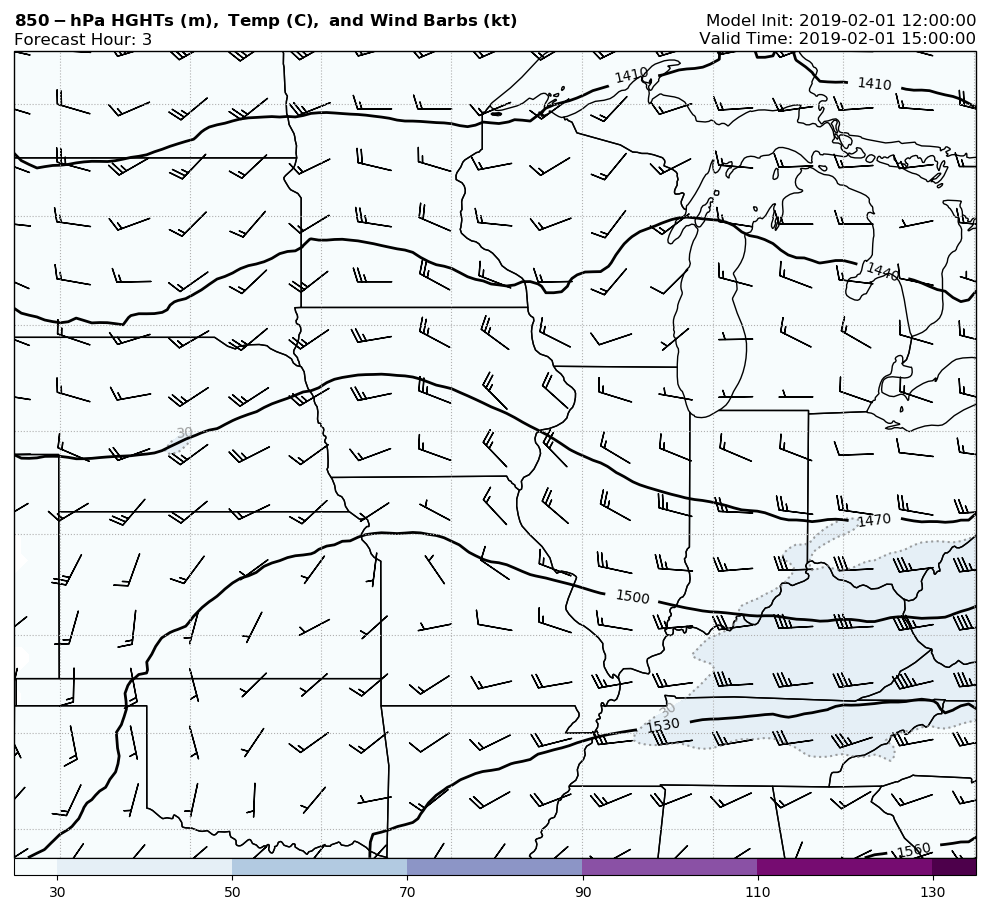 850-hPa HGHTs (m), Temp (C), and Wind Barbs (kt)
Model Init: 2019-02-01 12:00:00
Forecast Hour: 3
Valid Time: 2019-02-01 15:00:00
1410
1410
1440
30
1470
1500
30
1530
1560
30 50 70 90 110 130